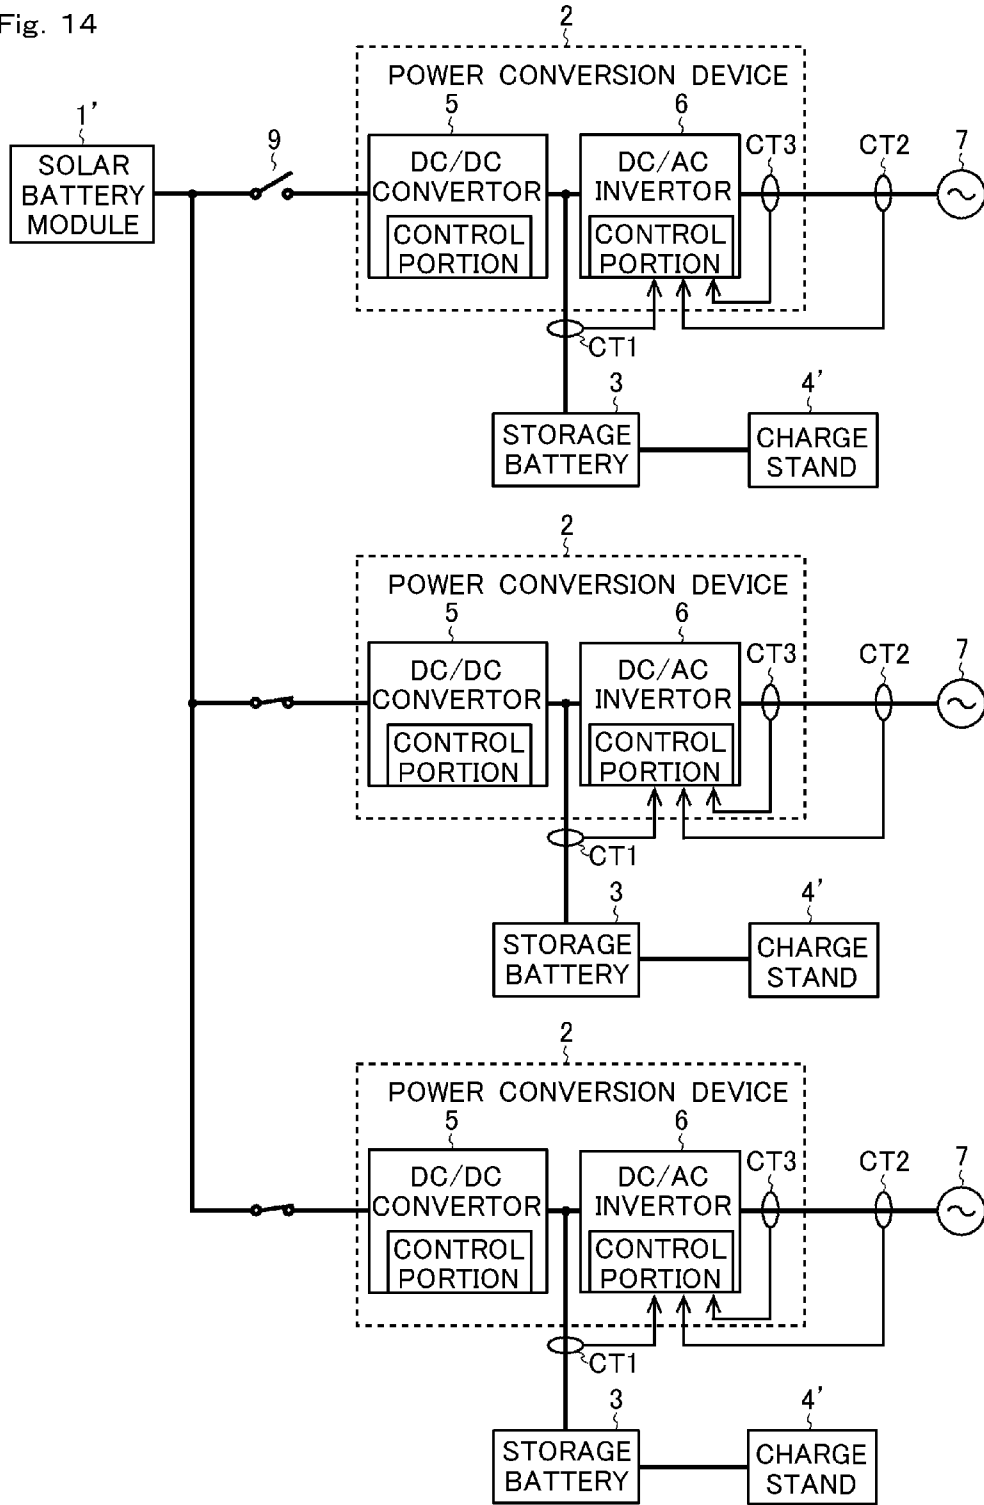 Fig. 14
2
POWER CONVERSION DEVICE
1'
SOLAR
BATTERY
MODULE
9
5
DC/DC
CONVERTOR
CONTROL
PORTION
6
DC/AC
INVERTOR
CONTROL
PORTION
CT3
CT2
7
CT1
3
STORAGE
BATTERY
4'
CHARGE
STAND
2
POWER CONVERSION DEVICE
5
DC/DC
CONVERTOR
CONTROL
PORTION
6
DC/AC
INVERTOR
CONTROL
PORTION
CT3
CT2
7
CT1
3
STORAGE
BATTERY
4'
CHARGE
STAND
2
POWER CONVERSION DEVICE
5
DC/DC
CONVERTOR
CONTROL
PORTION
6
DC/AC
INVERTOR
CONTROL
PORTION
CT3
CT2
7
CT1
3
STORAGE
BATTERY
4'
CHARGE
STAND